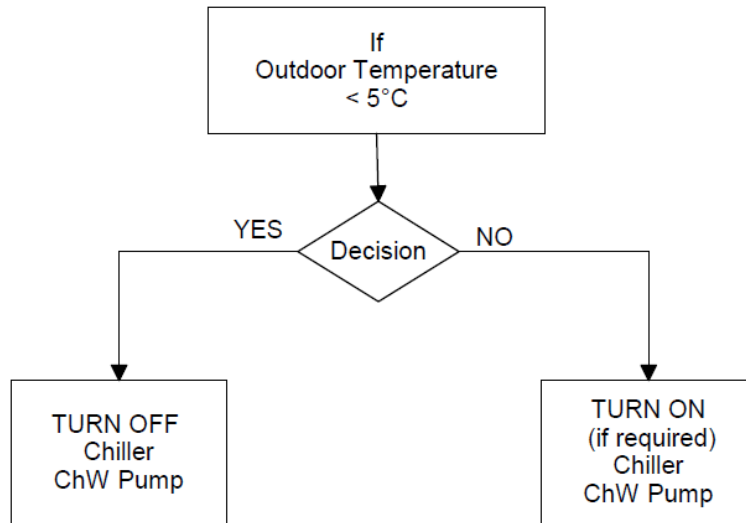 If
Outdoor Temperature
< 5°C
YES
Decision
NO
TURN OFF
Chiller
ChW Pump
TURN ON
(if required)
Chiller
ChW Pump